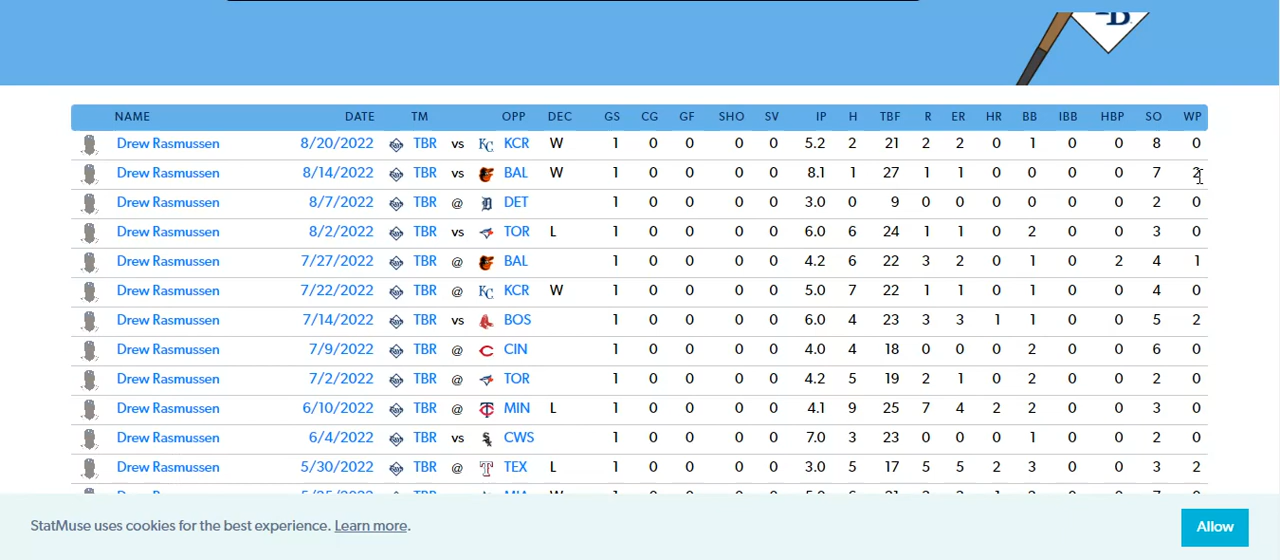 NAME DATE TM OPP DEC GS CG GF SHO SV IP H TBF R ER HR BB IBB HBP SO WP
Drew Rasmussen 8/20/2022 TBR vs KCR W 1 0 0 0 0 5.2 2 21 2 2 0 1 0 0 8 0
Drew Rasmussen 8/14/2022 TBR vs BAL W 1 0 0 0 0 8.1 1 27 1 1 0 0 0 0 7 2
Drew Rasmussen 8/7/2022 TBR @ DET 1 0 0 0 0 3.0 0 9 0 0 0 0 0 0 2 0
Drew Rasmussen 8/2/2022 TBR vs TOR L 1 0 0 0 0 6.0 6 24 1 1 0 2 0 0 3 0
Drew Rasmussen 7/27/2022 TBR @ BAL 1 0 0 0 0 4.2 6 22 3 2 0 1 0 2 4 1
Drew Rasmussen 7/22/2022 TBR @ KCR W 1 0 0 0 0 5.0 7 22 1 1 0 1 0 0 4 0
Drew Rasmussen 7/14/2022 TBR vs BOS 1 0 0 0 0 6.0 4 23 3 3 1 1 0 0 5 2
Drew Rasmussen 7/9/2022 TBR @ CIN 1 0 0 0 0 4.0 4 18 0 0 0 2 0 0 6 0
Drew Rasmussen 7/2/2022 TBR @ TOR 1 0 0 0 0 4.2 5 19 2 1 0 2 0 0 2 0
Drew Rasmussen 6/10/2022 TBR @ MIN L 1 0 0 0 0 4.1 9 25 7 4 2 2 0 0 3 0
Drew Rasmussen 6/4/2022 TBR vs CWS 1 0 0 0 0 7.0 3 23 0 0 0 1 0 0 2 0
Drew Rasmussen 5/30/2022 TBR @ TEX L 1 0 0 0 0 3.0 5 17 5 5 2 3 0 0 3 2
StatMuse uses cookies for the best experience. Learn more.
Allow